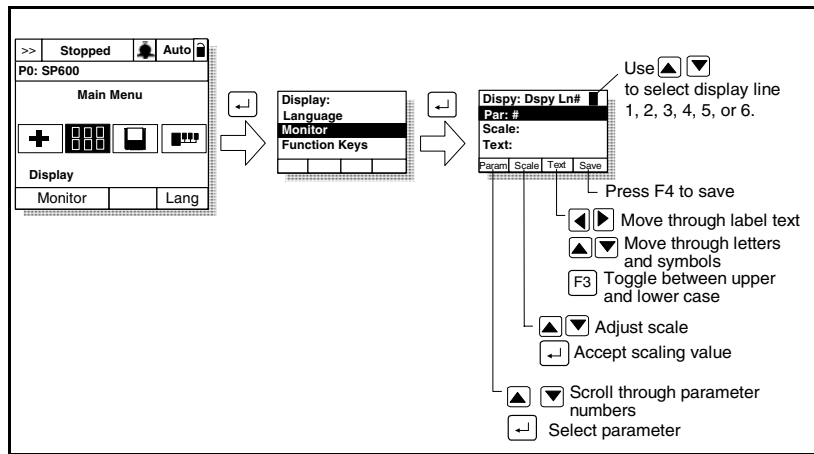 >> Stopped Auto
P0: SP600
Main Menu
Display
Monitor Lang
Display:
Language
Monitor
Function Keys
Dispy: Dspy Ln#
Par: #
Scale:
Text:
Param Scale Text Save
Use
to select display line
1, 2, 3, 4, 5, or 6.
Press F4 to save
Move through label text
Move through letters
and symbols
F3 Toggle between upper
and lower case
Adjust scale
Accept scaling value
Scroll through parameter
numbers
Select parameter